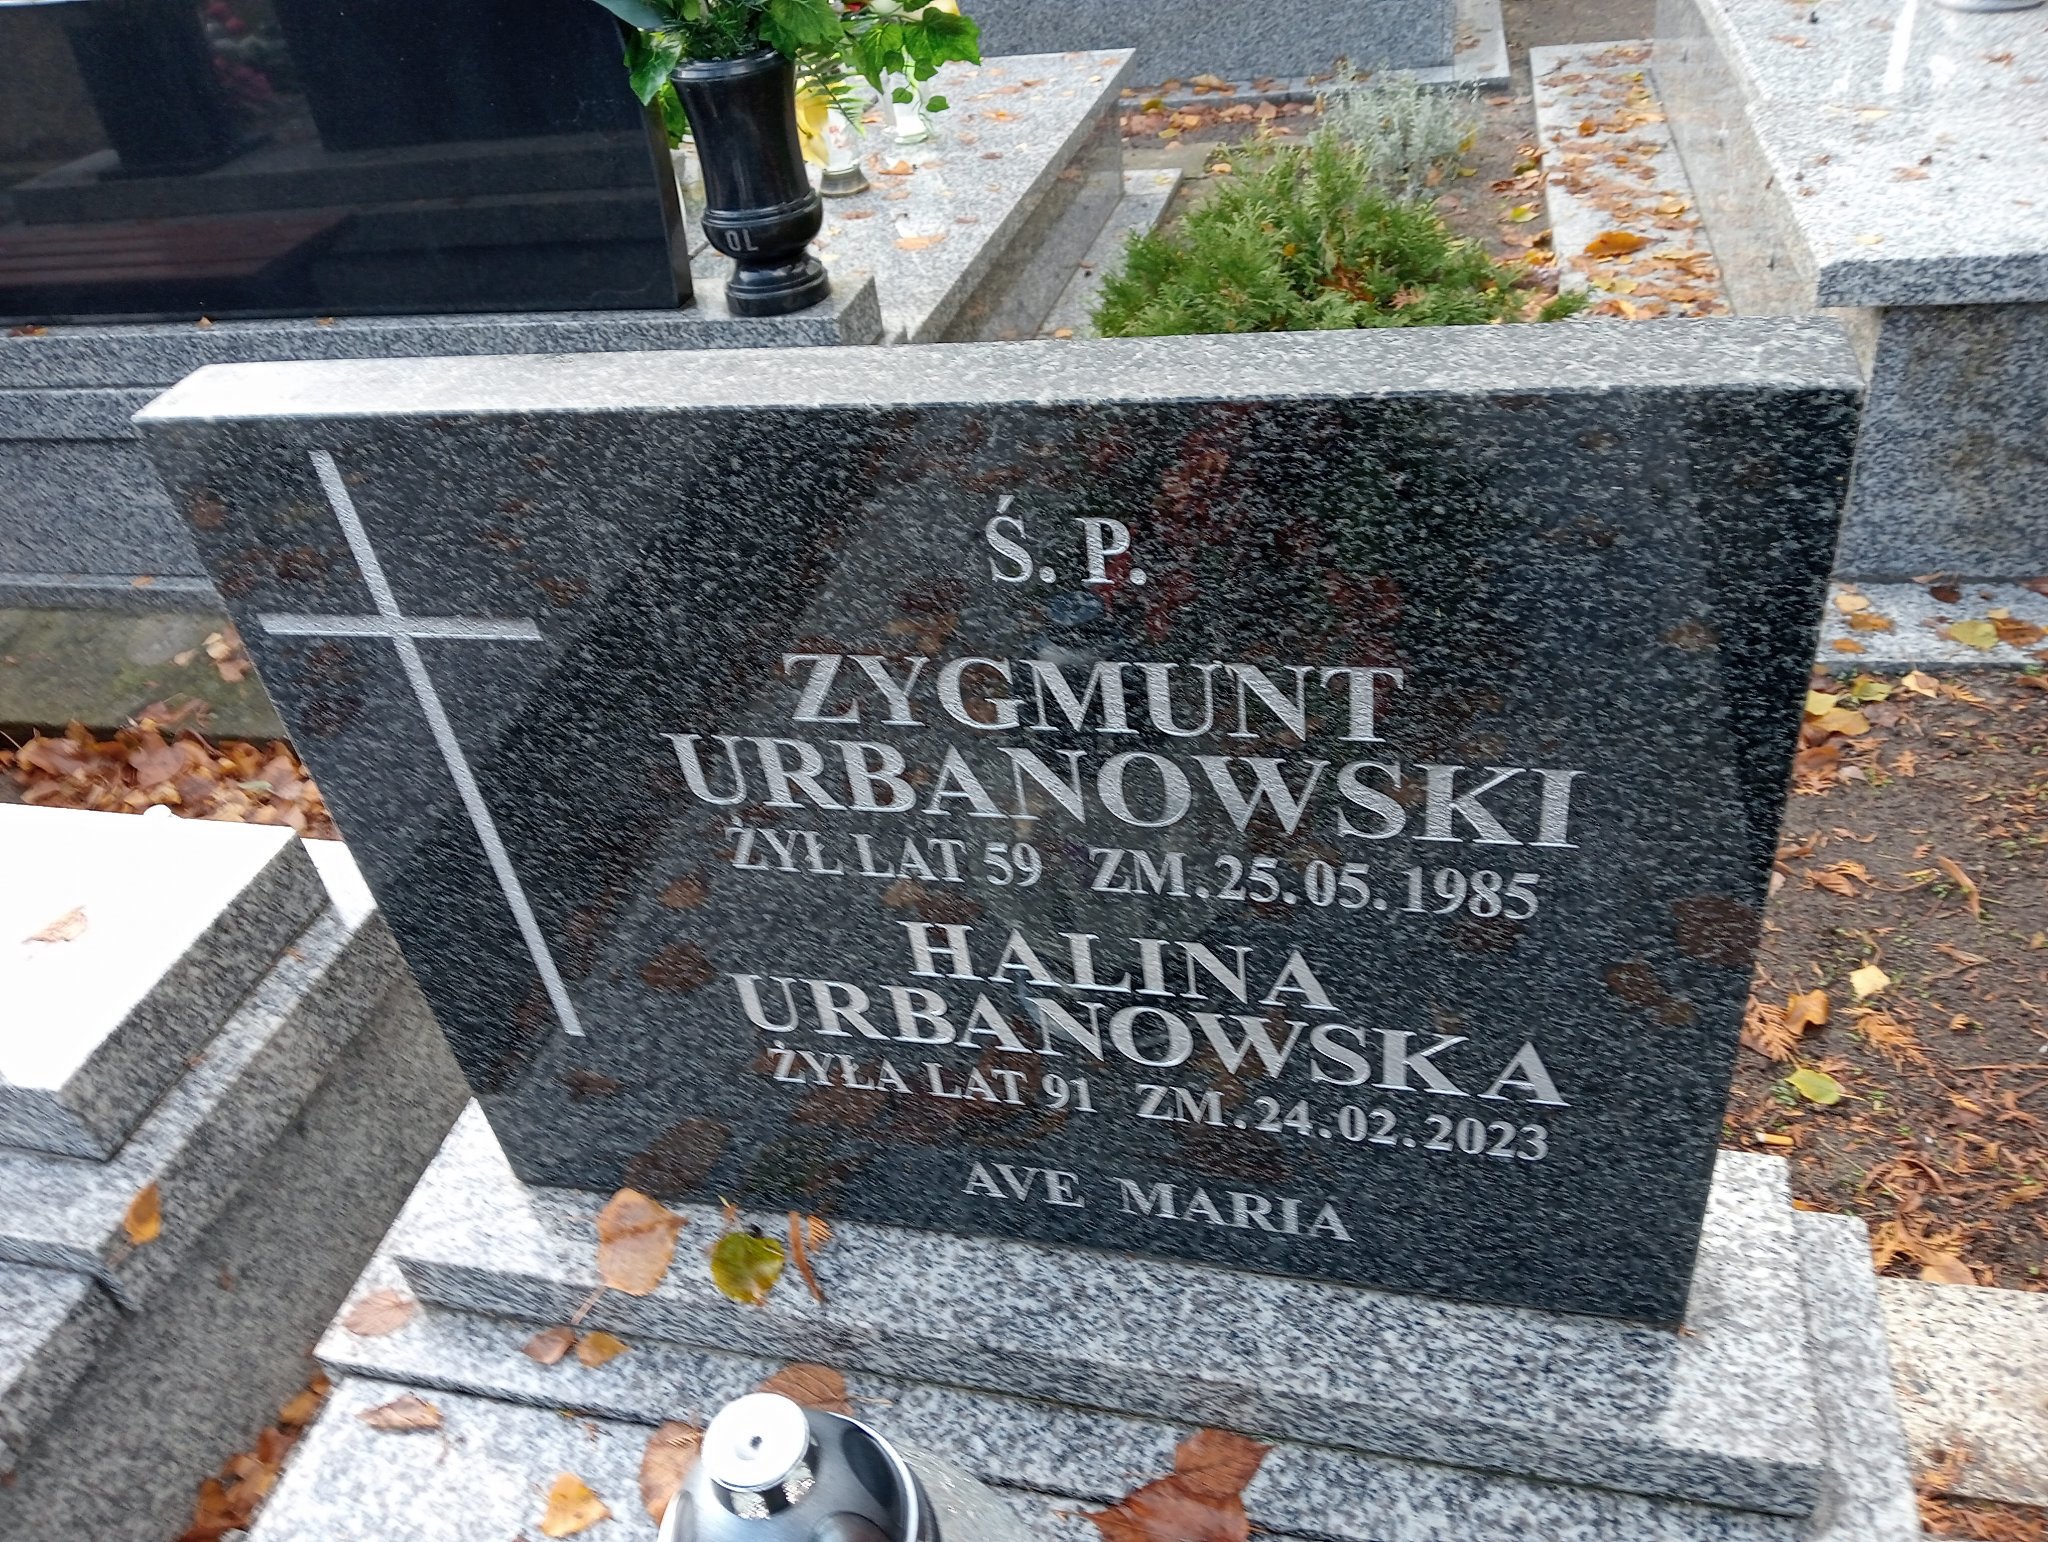 Ś. P.
ZYGMUNT
URBANOWSKI
ŻYŁ LAT 59 ZM. 25.05.1985
HALINA
URBANOWSKA
ŻYŁA LAT 91 ZM. 24.02.2023
AVE MARIA